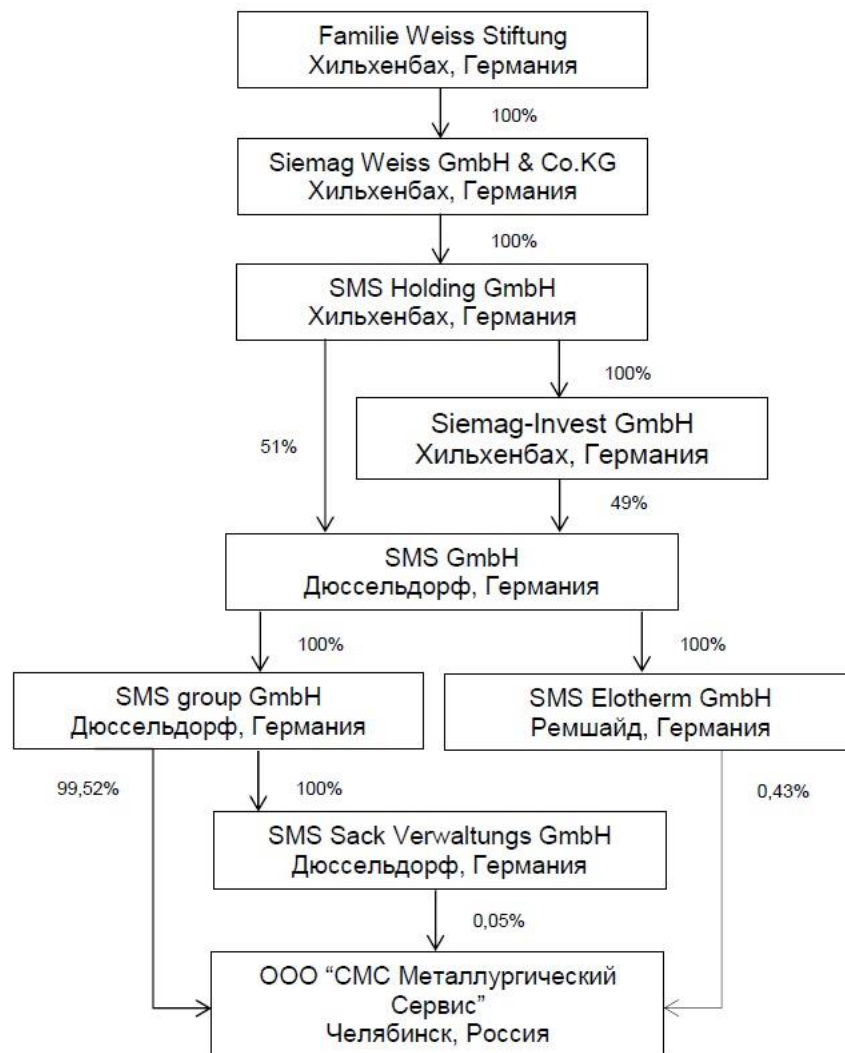 Familie Weiss Stiftung
Хильхенбах, Германия
100%
Siemag Weiss GmbH & Co.KG
Хильхенбах, Германия
100%
SMS Holding GmbH
Хильхенбах, Германия
100%
Siemag-Invest GmbH
Хильхенбах, Германия
51%
49%
SMS GmbH
Дюссельдорф, Германия
100%
100%
SMS group GmbH
Дюссельдорф, Германия
SMS Elotherm GmbH
Ремшайд, Германия
99,52%
100%
0,43%
SMS Sack Verwaltungs GmbH
Дюссельдорф, Германия
0,05%
ООО “СМС Металлургический
Сервис”
Челябинск, Россия